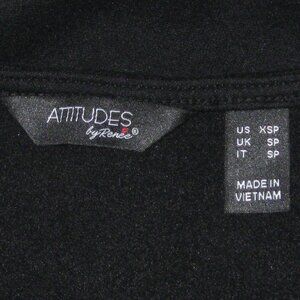 ATTITUDES
by Renée®
US XSP
UK SP
IT SP
MADE IN
VIETNAM